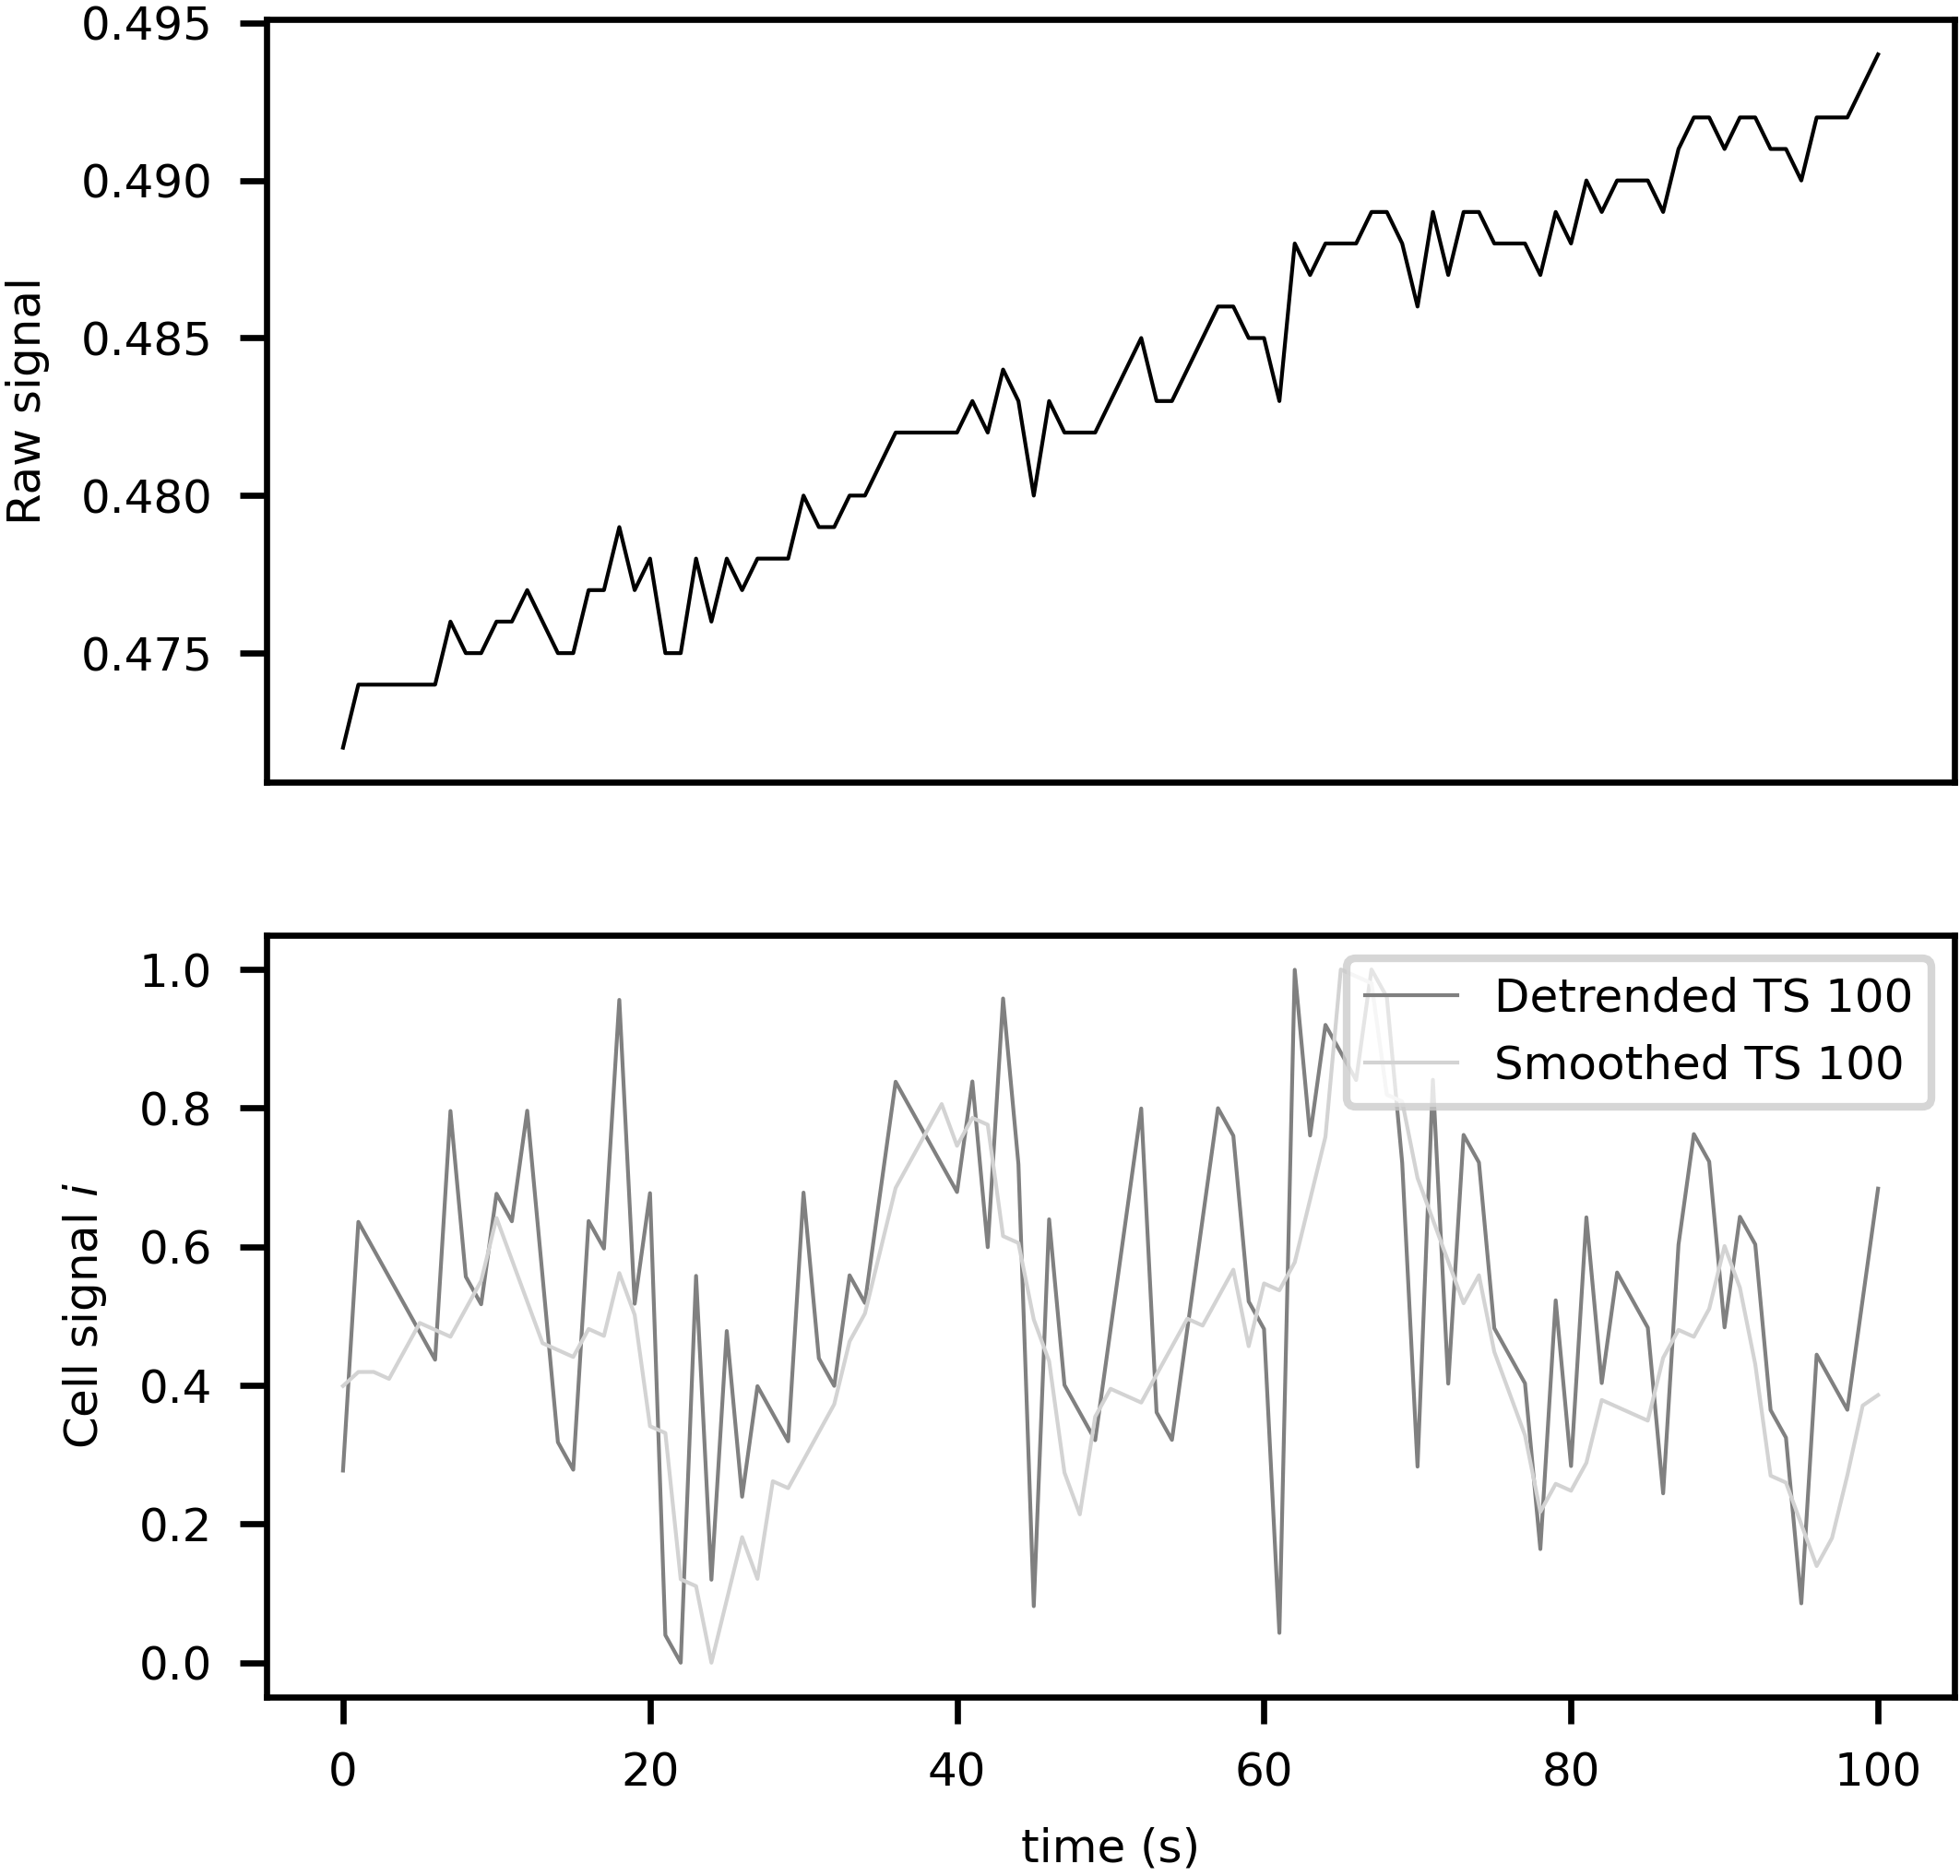 0.495
0.490
0.485
0.480
0.475
Raw signal
1.0
0.8
0.6
0.4
0.2
0.0
Cell signal i
Detrended TS 100
Smoothed TS 100
0 20 40 60 80 100
time (s)